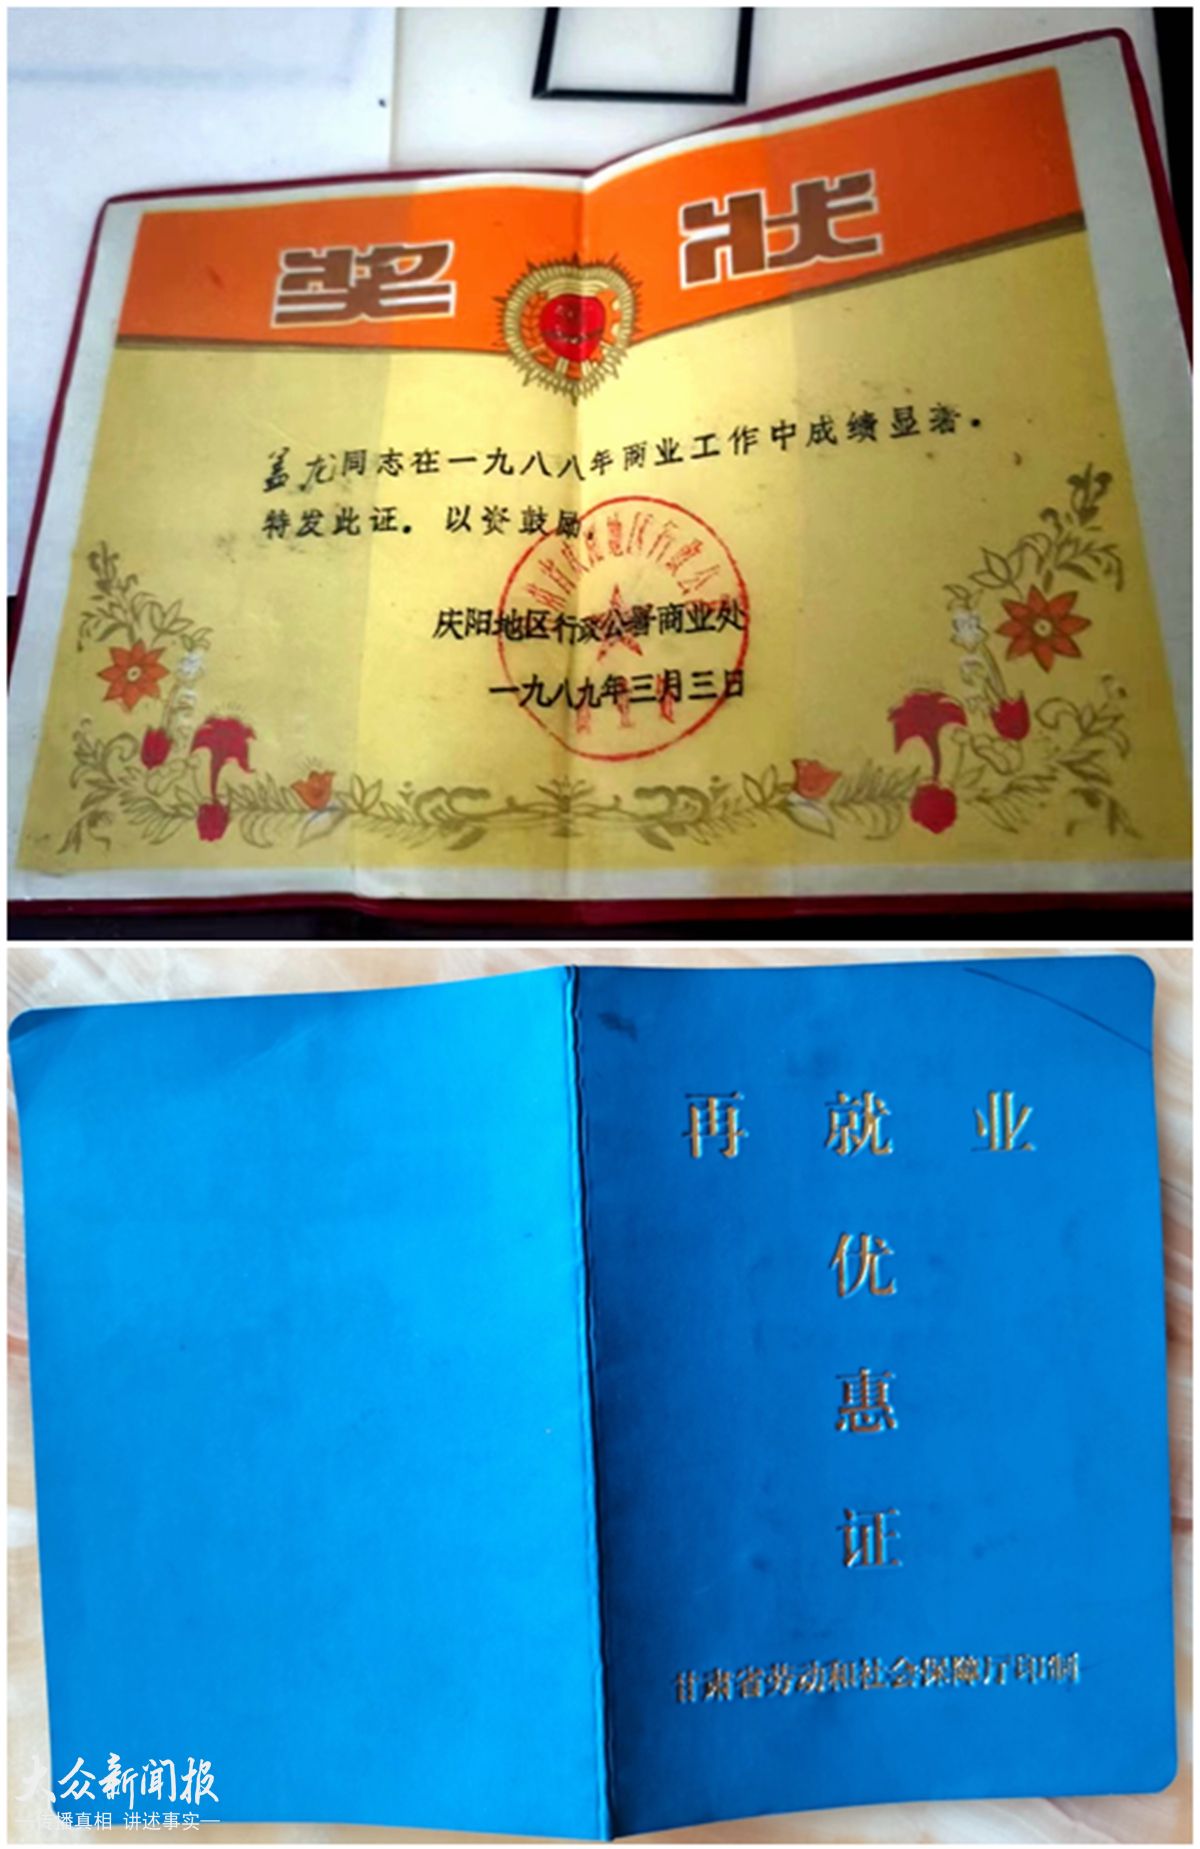 奖状
盖龙同志在一九八八年商业工作中成绩显著。
特发此证。以资鼓励。
庆阳地区行政公署商业处
一九八九年三月三日
再就业
优
惠
证
甘肃省劳动和社会保障厅印制
大众新闻报
—传播真相 讲述事实—